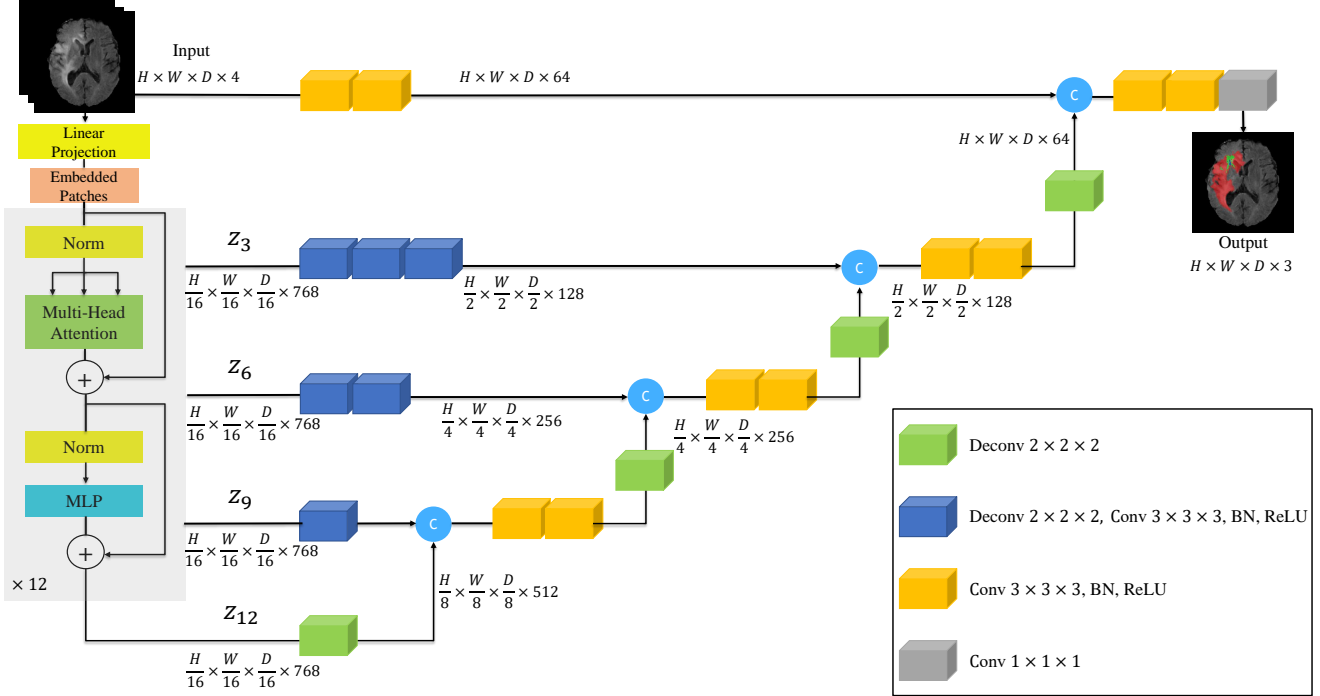 Input
H × W × D × 4
H × W × D × 64
C
Linear
Projection
H × W × D × 64
Embedded
Patches
Output
H × W × D × 3
Norm
Multi-Head
Attention
+
Norm
MLP
+
× 12
z₃
H/16 × W/16 × D/16 × 768
H/2 × W/2 × D/2 × 128
C
H/2 × W/2 × D/2 × 128
z₆
H/16 × W/16 × D/16 × 768
H/4 × W/4 × D/4 × 256
C
H/4 × W/4 × D/4 × 256
z₉
H/16 × W/16 × D/16 × 768
C
H/8 × W/8 × D/8 × 512
z₁₂
H/16 × W/16 × D/16 × 768
Deconv 2 × 2 × 2
Deconv 2 × 2 × 2, Conv 3 × 3 × 3, BN, ReLU
Conv 3 × 3 × 3, BN, ReLU
Conv 1 × 1 × 1